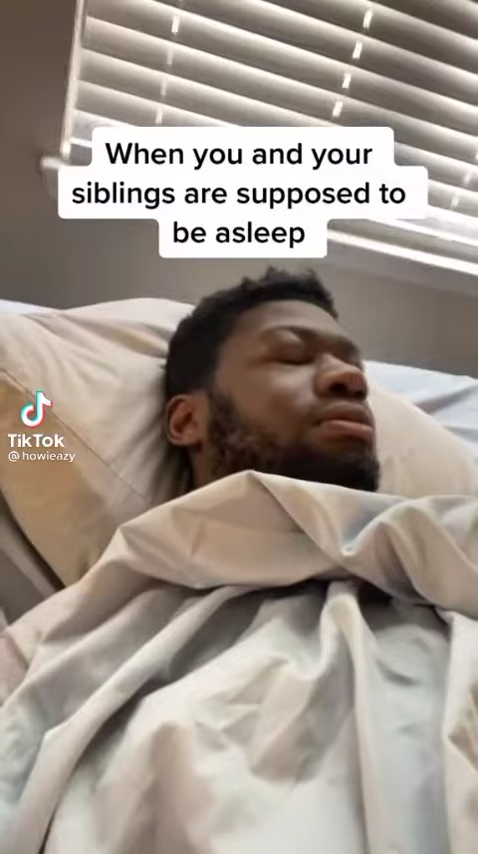 When you and your
siblings are supposed to
be asleep
TikTok
@howieazy